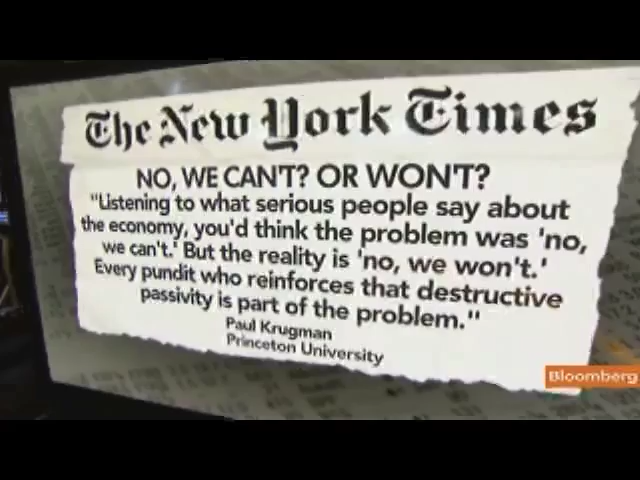 The New York Times
NO, WE CAN'T? OR WON'T?
"Listening to what serious people say about
the economy, you'd think the problem was 'no,
we can't.' But the reality is 'no, we won't.'
Every pundit who reinforces that destructive
passivity is part of the problem."
Paul Krugman
Princeton University
Bloomberg